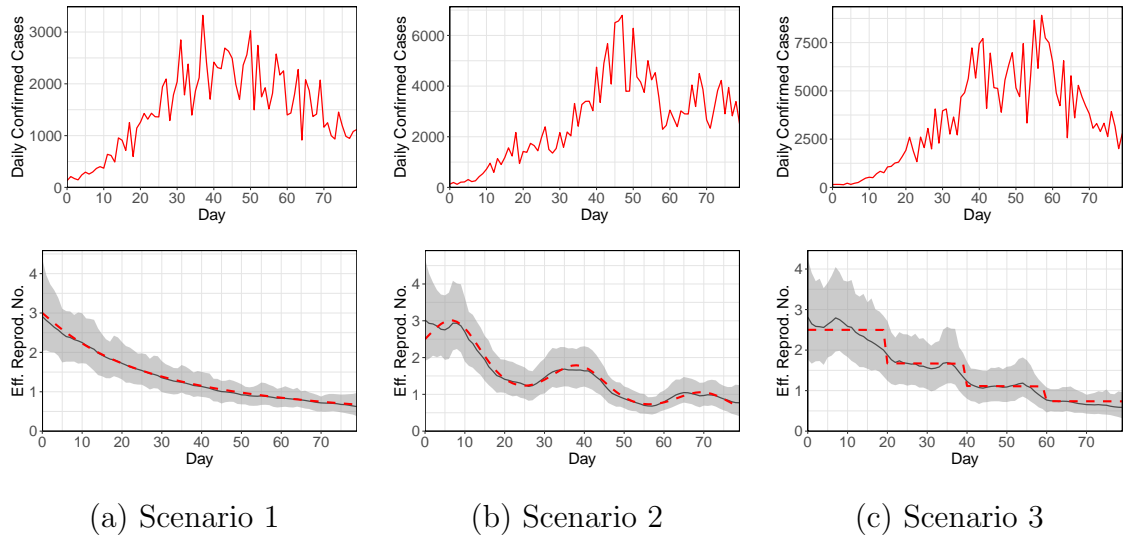 3000
2000
1000
0
Daily Confirmed Cases
0 10 20 30 40 50 60 70
Day
6000
4000
2000
0
Daily Confirmed Cases
0 10 20 30 40 50 60 70
Day
7500
5000
2500
0
Daily Confirmed Cases
0 10 20 30 40 50 60 70
Day
4
3
2
1
0
Eff. Reprod. No.
0 10 20 30 40 50 60 70
Day
4
3
2
1
0
Eff. Reprod. No.
0 10 20 30 40 50 60 70
Day
4
3
2
1
0
Eff. Reprod. No.
0 10 20 30 40 50 60 70
Day
(a) Scenario 1
(b) Scenario 2
(c) Scenario 3